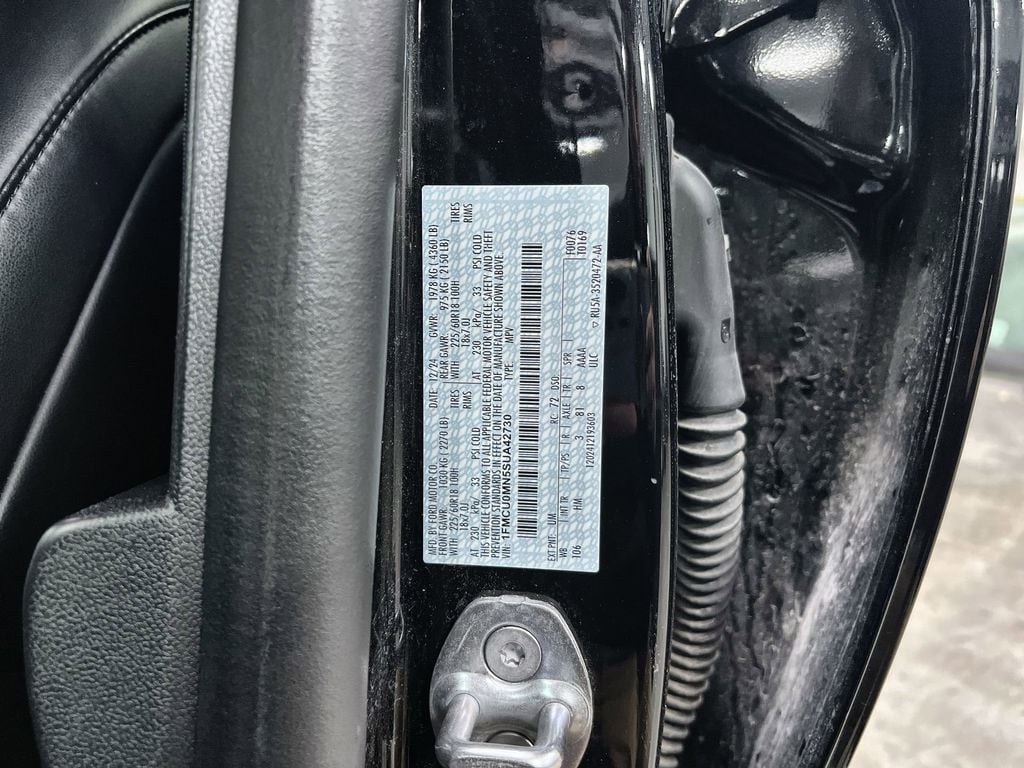 MFD. BY FORD MOTOR CO. DATE: 12/24 GVWR: 1978 KG ( 4360 LB)
FRONT GAWR: 1030 KG ( 2270 LB) REAR GAWR: 975 KG ( 2150 LB)
WITH 225/60R18 100H TIRES WITH 225/60R18 100H TIRES
18x7.0J RIMS 18x7.0J RIMS
AT 230 kPa/ 33 PSI COLD AT 230 kPa/ 33 PSI COLD
THIS VEHICLE CONFORMS TO ALL APPLICABLE FEDERAL MOTOR VEHICLE SAFETY AND THEFT
PREVENTION STANDARDS IN EFFECT ON THE DATE OF MANUFACTURE SHOWN ABOVE.
VIN: 1FMCU0MN5SUA42730 TYPE: MPV
EXT PNT: UM RC: 72 DSO: F0076
WB INT TR TP/PS R AXLE TR SPR T0169
106 HM 3 81 8 AAAA
ULC
1202412193603 ▽ RU5A-3520472-AA